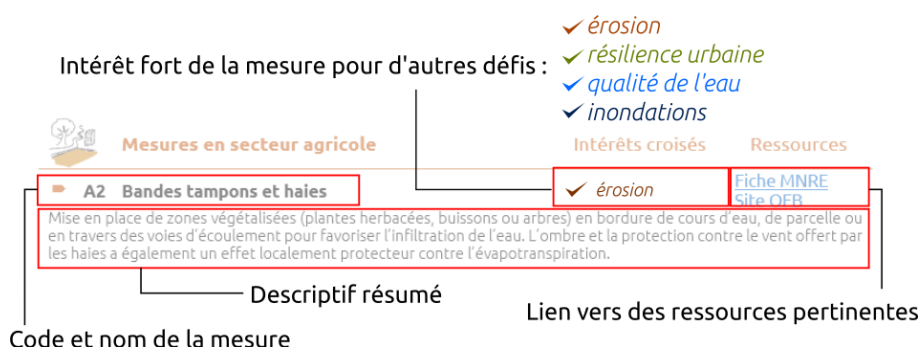 ✓ érosion
✓ résilience urbaine
Intérêt fort de la mesure pour d'autres défis :
✓ qualité de l'eau
✓ inondations
Mesures en secteur agricole Intérêts croisés Ressources
A2 Bandes tampons et haies ✓ érosion Fiche MNRE
Site OFB
Mise en place de zones végétalisées (plantes herbacées, buissons ou arbres) en bordure de cours d'eau, de parcelle ou
en travers des voies d'écoulement pour favoriser l'infiltration de l'eau. L'ombre et la protection contre le vent offert par
les haies a également un effet localement protecteur contre l'évapotranspiration.
Descriptif résumé
Lien vers des ressources pertinentes
Code et nom de la mesure